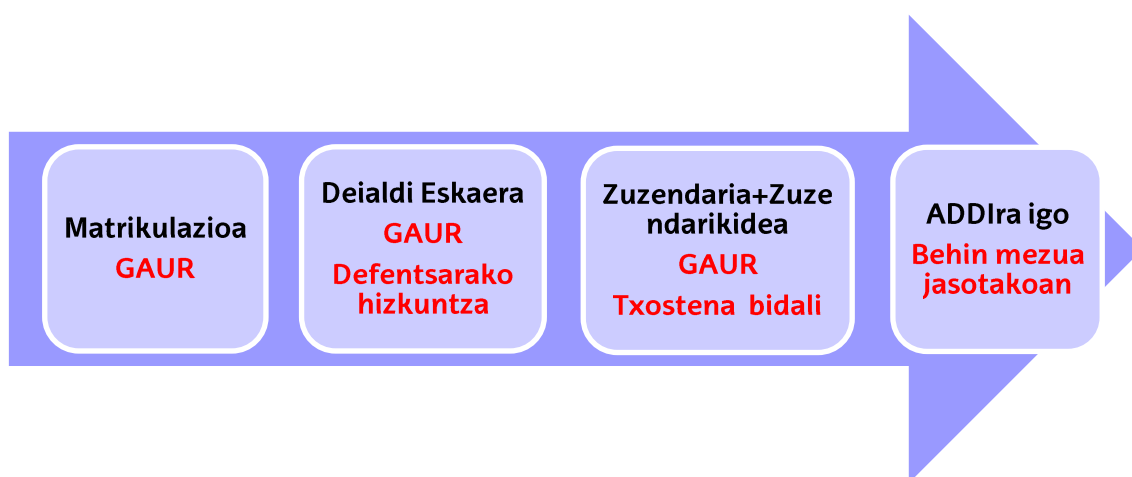 Matrikulazioa
GAUR
Deialdi Eskaera
GAUR
Defentsarako
hizkuntza
Zuzendaria+Zuze
ndarikidea
GAUR
Txostena bidali
ADDIra igo
Behin mezua
jasotakoan